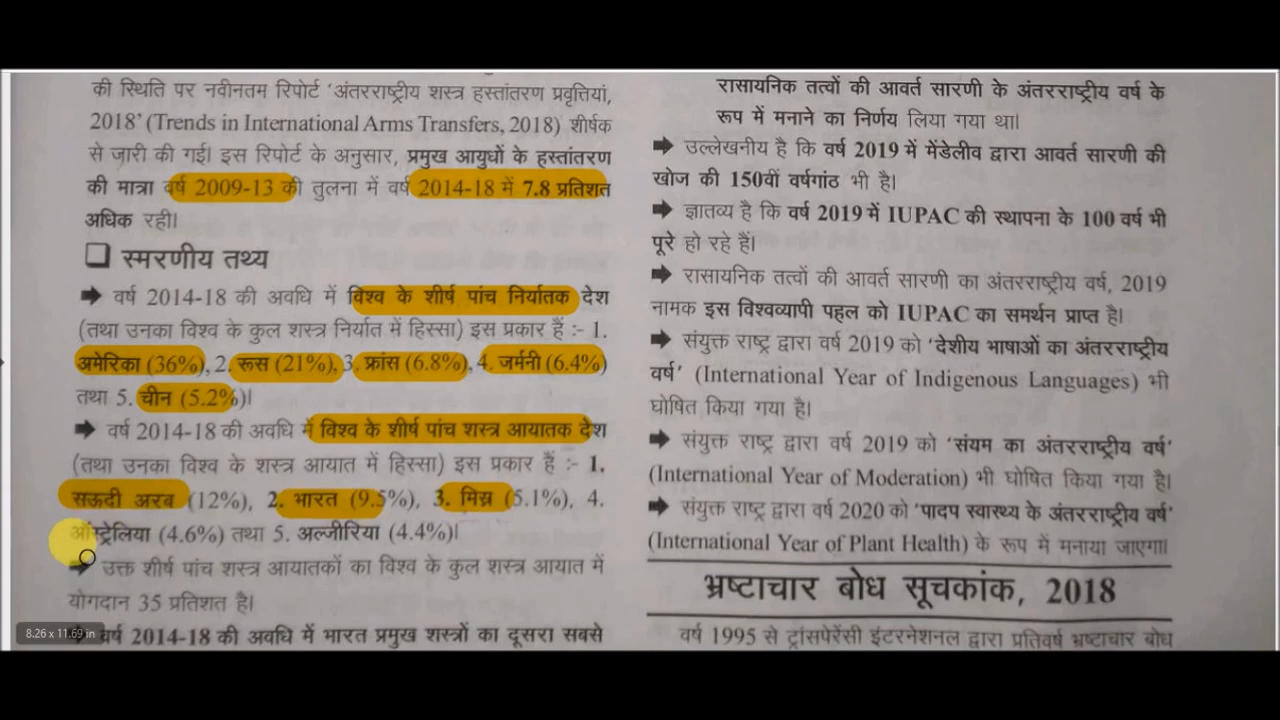 की स्थिति पर नवीनतम रिपोर्ट 'अंतरराष्ट्रीय शस्त्र हस्तांतरण प्रवृत्तियां,
2018' (Trends in International Arms Transfers, 2018) शीर्षक
से जारी की गई। इस रिपोर्ट के अनुसार, प्रमुख आयुधों के हस्तांतरण
की मात्रा वर्ष 2009-13 की तुलना में वर्ष 2014-18 में 7.8 प्रतिशत
अधिक रही।
स्मरणीय तथ्य
➡ वर्ष 2014-18 की अवधि में विश्व के शीर्ष पांच निर्यातक देश
(तथा उनका विश्व के कुल शस्त्र निर्यात में हिस्सा) इस प्रकार हैं :- 1.
अमेरिका (36%), 2. रूस (21%), 3. फ्रांस (6.8%), 4. जर्मनी (6.4%)
तथा 5. चीन (5.2%)।
➡ वर्ष 2014-18 की अवधि में विश्व के शीर्ष पांच शस्त्र आयातक देश
(तथा उनका विश्व के शस्त्र आयात में हिस्सा) इस प्रकार हैं :- 1.
सऊदी अरब (12%), 2. भारत (9.5%), 3. मिस्र (5.1%), 4.
ऑस्ट्रेलिया (4.6%) तथा 5. अल्जीरिया (4.4%)।
➡ उक्त शीर्ष पांच शस्त्र आयातकों का विश्व के कुल शस्त्र आयात में
योगदान 35 प्रतिशत है।
वर्ष 2014-18 की अवधि में भारत प्रमुख शस्त्रों का दूसरा सबसे
8.26 x 11.69 in
रासायनिक तत्वों की आवर्त सारणी के अंतरराष्ट्रीय वर्ष के
रूप में मनाने का निर्णय लिया गया था।
➡ उल्लेखनीय है कि वर्ष 2019 में मेंडेलीव द्वारा आवर्त सारणी की
खोज की 150वीं वर्षगांठ भी है।
➡ ज्ञातव्य है कि वर्ष 2019 में IUPAC की स्थापना के 100 वर्ष भी
पूरे हो रहे हैं।
➡ रासायनिक तत्वों की आवर्त सारणी का अंतरराष्ट्रीय वर्ष, 2019
नामक इस विश्वव्यापी पहल को IUPAC का समर्थन प्राप्त है।
➡ संयुक्त राष्ट्र द्वारा वर्ष 2019 को 'देशीय भाषाओं का अंतरराष्ट्रीय
वर्ष' (International Year of Indigenous Languages) भी
घोषित किया गया है।
➡ संयुक्त राष्ट्र द्वारा वर्ष 2019 को 'संयम का अंतरराष्ट्रीय वर्ष'
(International Year of Moderation) भी घोषित किया गया है।
➡ संयुक्त राष्ट्र द्वारा वर्ष 2020 को 'पादप स्वास्थ्य के अंतरराष्ट्रीय वर्ष'
(International Year of Plant Health) के रूप में मनाया जाएगा।
भ्रष्टाचार बोध सूचकांक, 2018
वर्ष 1995 से ट्रांसपेरेंसी इंटरनेशनल द्वारा प्रतिवर्ष भ्रष्टाचार बोध